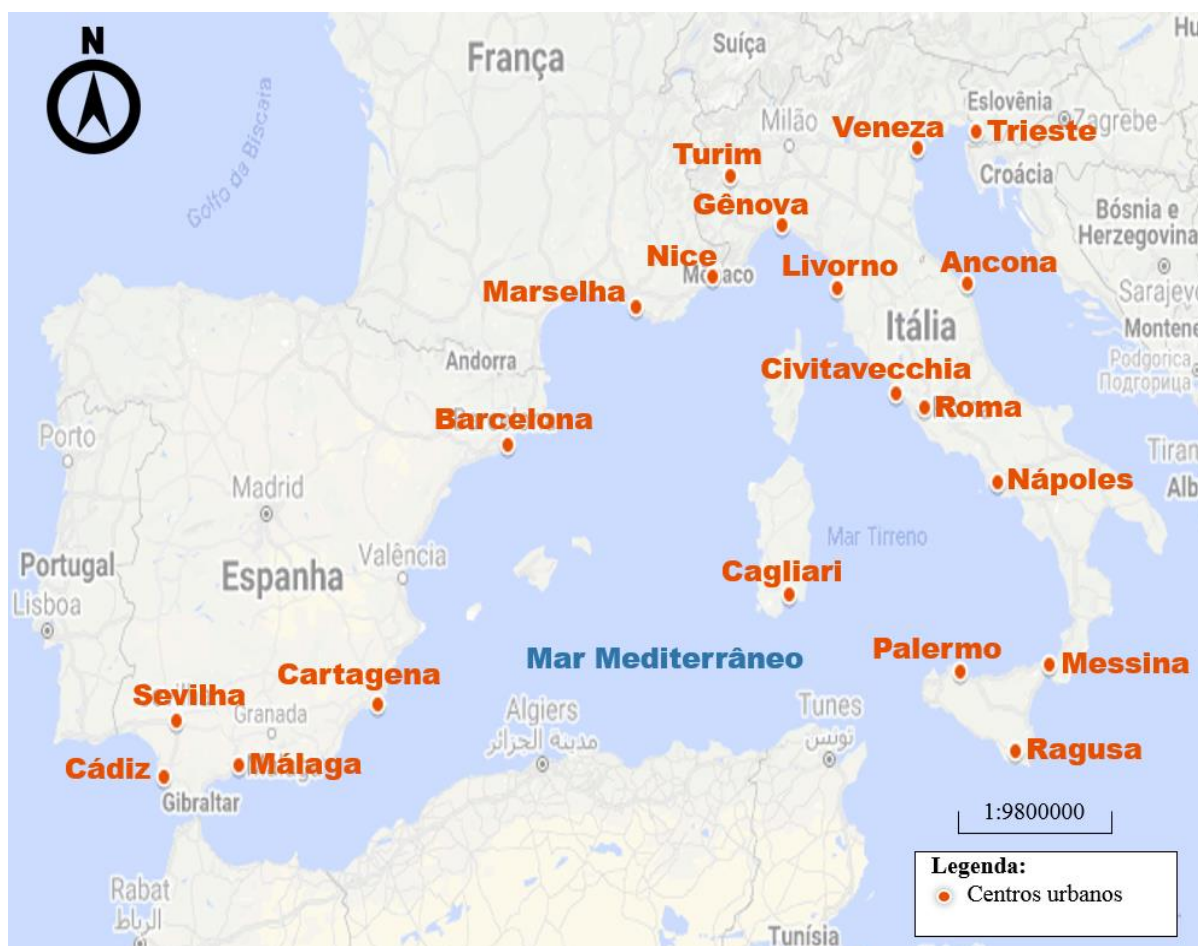 N
França
Suíça
Hu
Golfo da Biscaia
Eslovênia
Milão
Zagrebe
Veneza
Trieste
Turim
Croácia
Gênova
Bósnia e
Herzegovina
Nice
Mônaco
Livorno
Ancona
Marselha
Sarajevo
Itália
Montene
Andorra
Civitavecchia
Podgorica
Подгорица
Roma
Barcelona
Porto
Tiran
Madrid
Nápoles
Alb
Mar Tirreno
Valência
Portugal
Espanha
Cagliari
Lisboa
Mar Mediterrâneo
Palermo
Messina
Cartagena
Sevilha
Granada
Algiers
مدينة الجزائر
Tunes
تونس
Cádiz
Málaga
Ragusa
Gibraltar
1:9800000
Legenda:
Centros urbanos
Rabat
الرباط
Tunísia